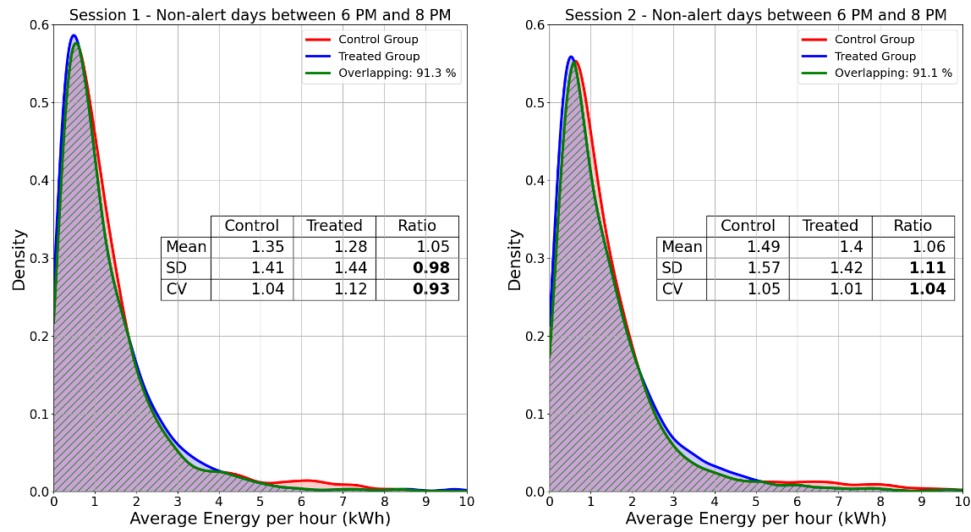 Session 1 - Non-alert days between 6 PM and 8 PM
0.6
0.5
0.4
0.3
0.2
0.1
0.0
Density
Control Group
Treated Group
Overlapping: 91.3 %
Control Treated Ratio
Mean 1.35 1.28 1.05
SD 1.41 1.44 0.98
CV 1.04 1.12 0.93
0 1 2 3 4 5 6 7 8 9 10
Average Energy per hour (kWh)
Session 2 - Non-alert days between 6 PM and 8 PM
0.6
0.5
0.4
0.3
0.2
0.1
0.0
Density
Control Group
Treated Group
Overlapping: 91.1 %
Control Treated Ratio
Mean 1.49 1.4 1.06
SD 1.57 1.42 1.11
CV 1.05 1.01 1.04
0 1 2 3 4 5 6 7 8 9 10
Average Energy per hour (kWh)